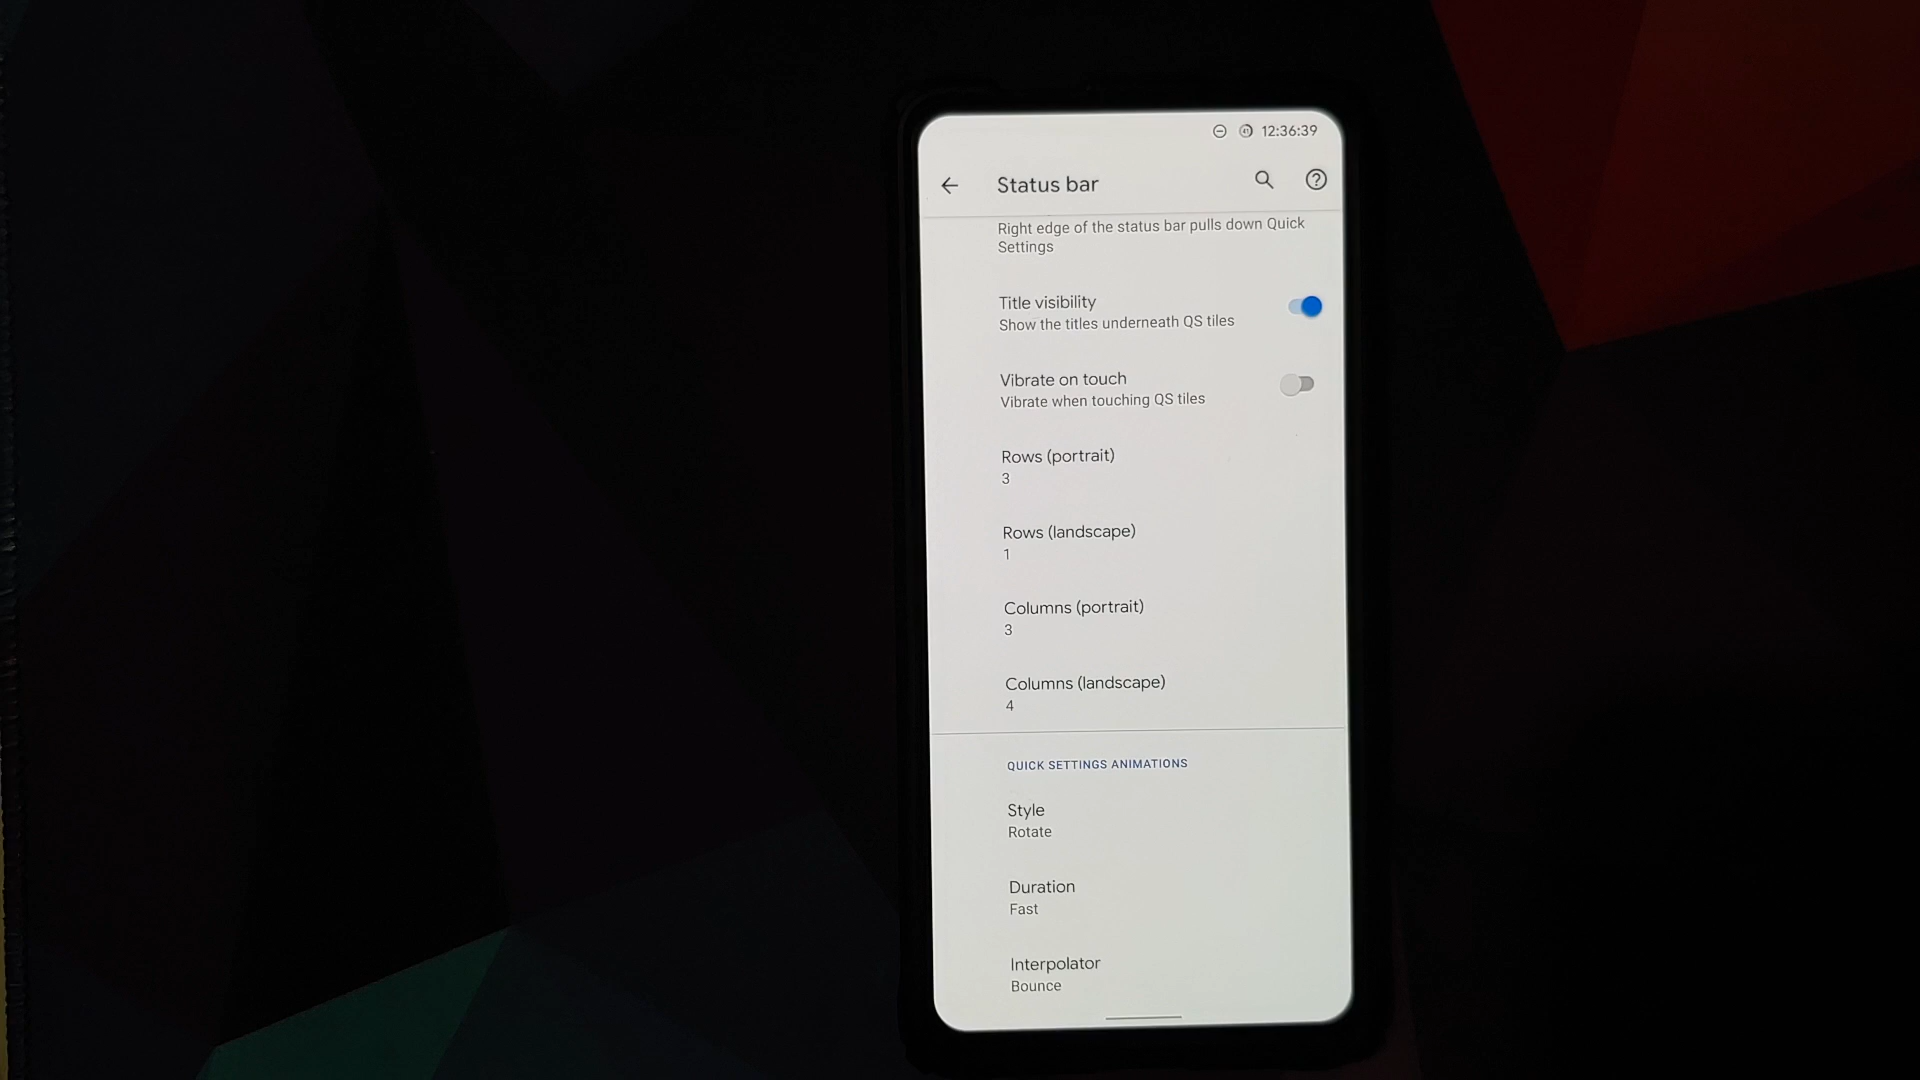 12:36:39
Status bar
Right edge of the status bar pulls down Quick
Settings
Title visibility
Show the titles underneath QS tiles
Vibrate on touch
Vibrate when touching QS tiles
Rows (portrait)
3
Rows (landscape)
1
Columns (portrait)
3
Columns (landscape)
4
QUICK SETTINGS ANIMATIONS
Style
Rotate
Duration
Fast
Interpolator
Bounce